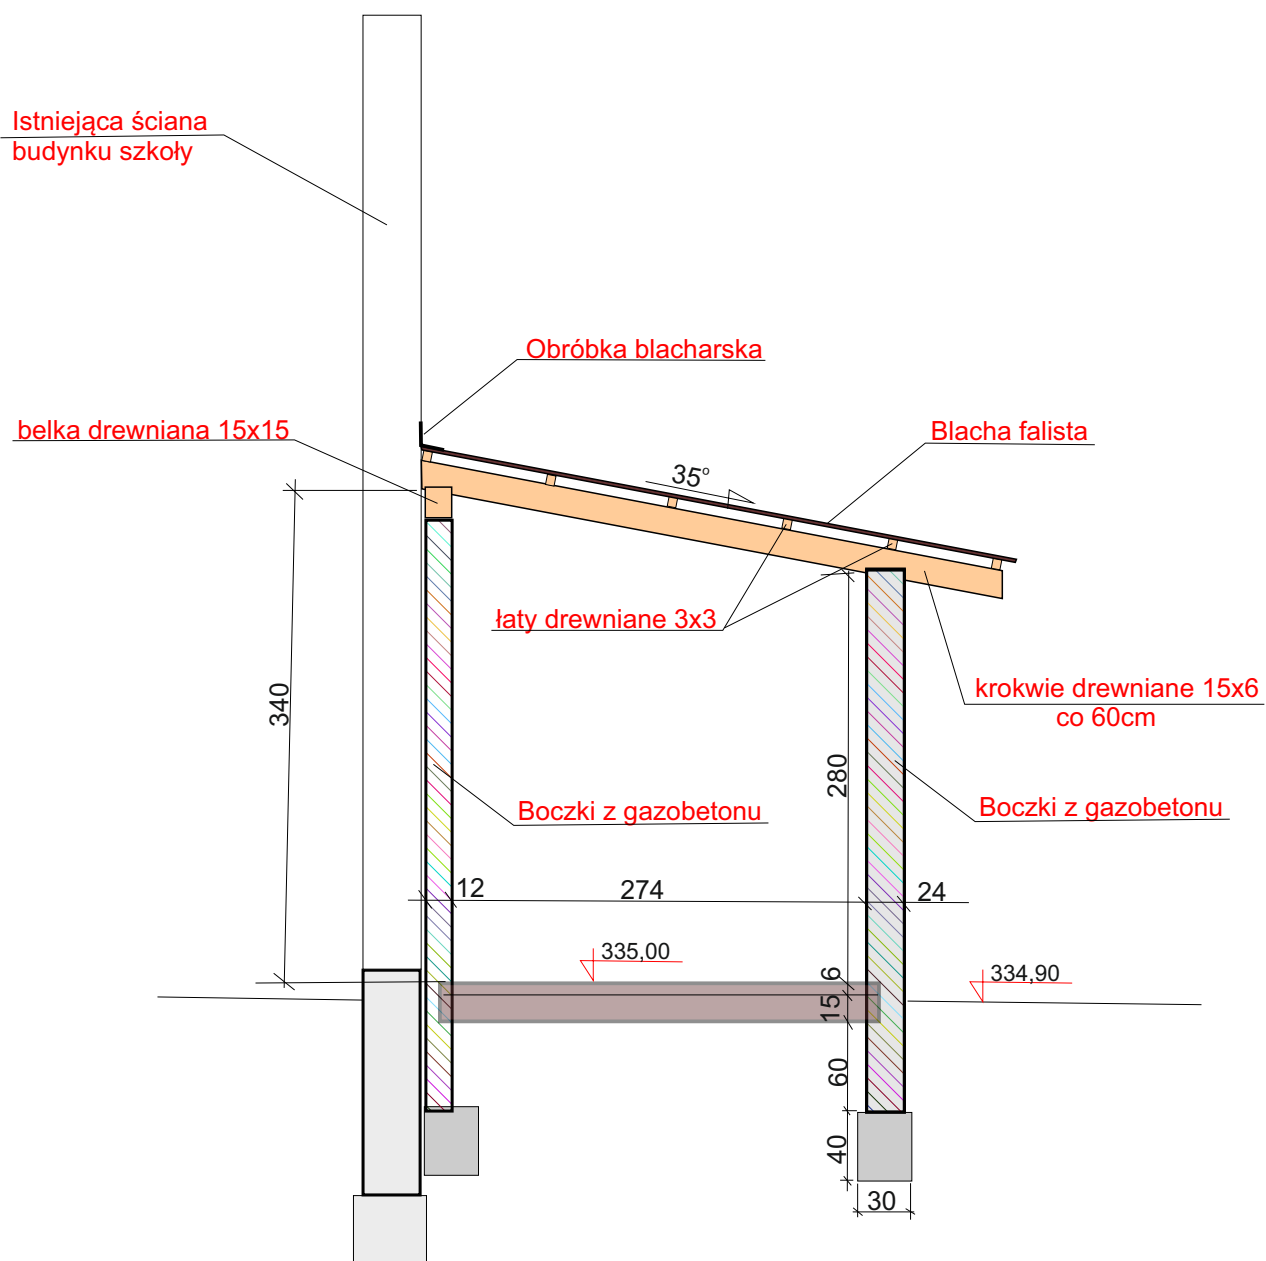 Istniejąca ściana
budynku szkoły
Obróbka blacharska
belka drewniana 15x15
Blacha falista
35°
łaty drewniane 3x3
krokwie drewniane 15x6
co 60cm
340
280
Boczki z gazobetonu
Boczki z gazobetonu
12
274
24
335,00
6
334,90
15
60
40
30